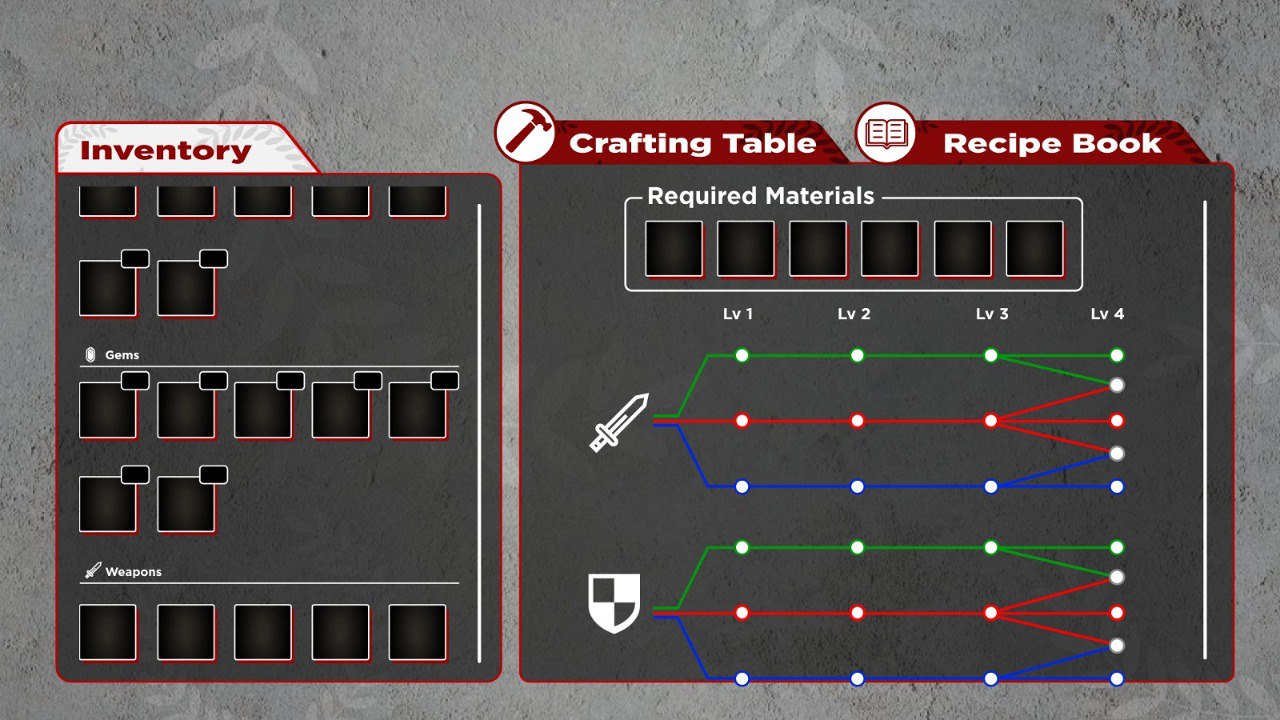 Inventory
Crafting Table
Recipe Book
Required Materials
Lv 1
Lv 2
Lv 3
Lv 4
Gems
Weapons